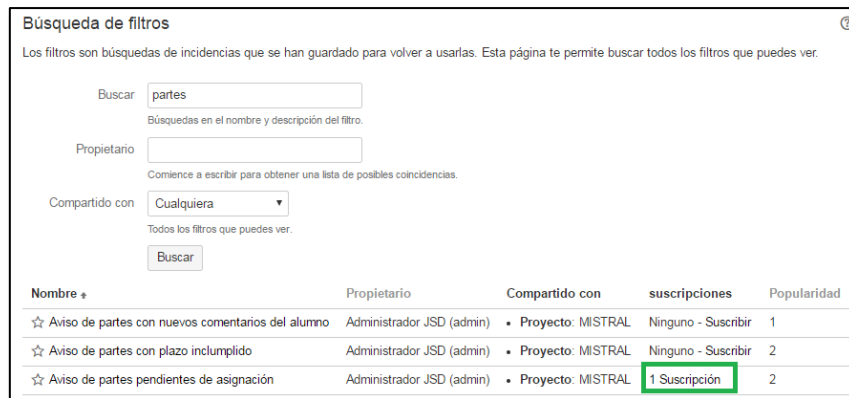 Búsqueda de filtros
Los filtros son búsquedas de incidencias que se han guardado para volver a usarlas. Esta página te permite buscar todos los filtros que puedes ver.
Buscar partes
Búsquedas en el nombre y descripción del filtro.
Propietario
Comience a escribir para obtener una lista de posibles coincidencias.
Compartido con Cualquiera
Todos los filtros que puedes ver.
Buscar
Nombre Propietario Compartido con suscripciones Popularidad
Aviso de partes con nuevos comentarios del alumno Administrador JSD (admin) • Proyecto: MISTRAL Ninguno - Suscribir 1
Aviso de partes con plazo inclumplido Administrador JSD (admin) • Proyecto: MISTRAL Ninguno - Suscribir 2
Aviso de partes pendientes de asignación Administrador JSD (admin) • Proyecto: MISTRAL 1 Suscripción 2